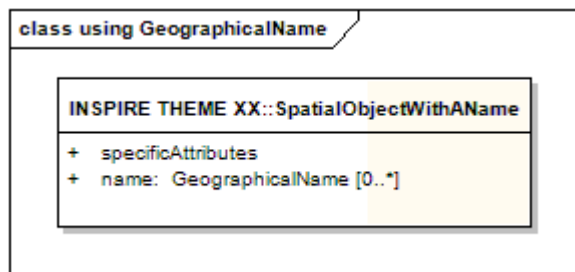 class using GeographicalName
INSPIRE THEME XX::SpatialObjectWithAName
+ specificAttributes
+ name: GeographicalName [0..*]